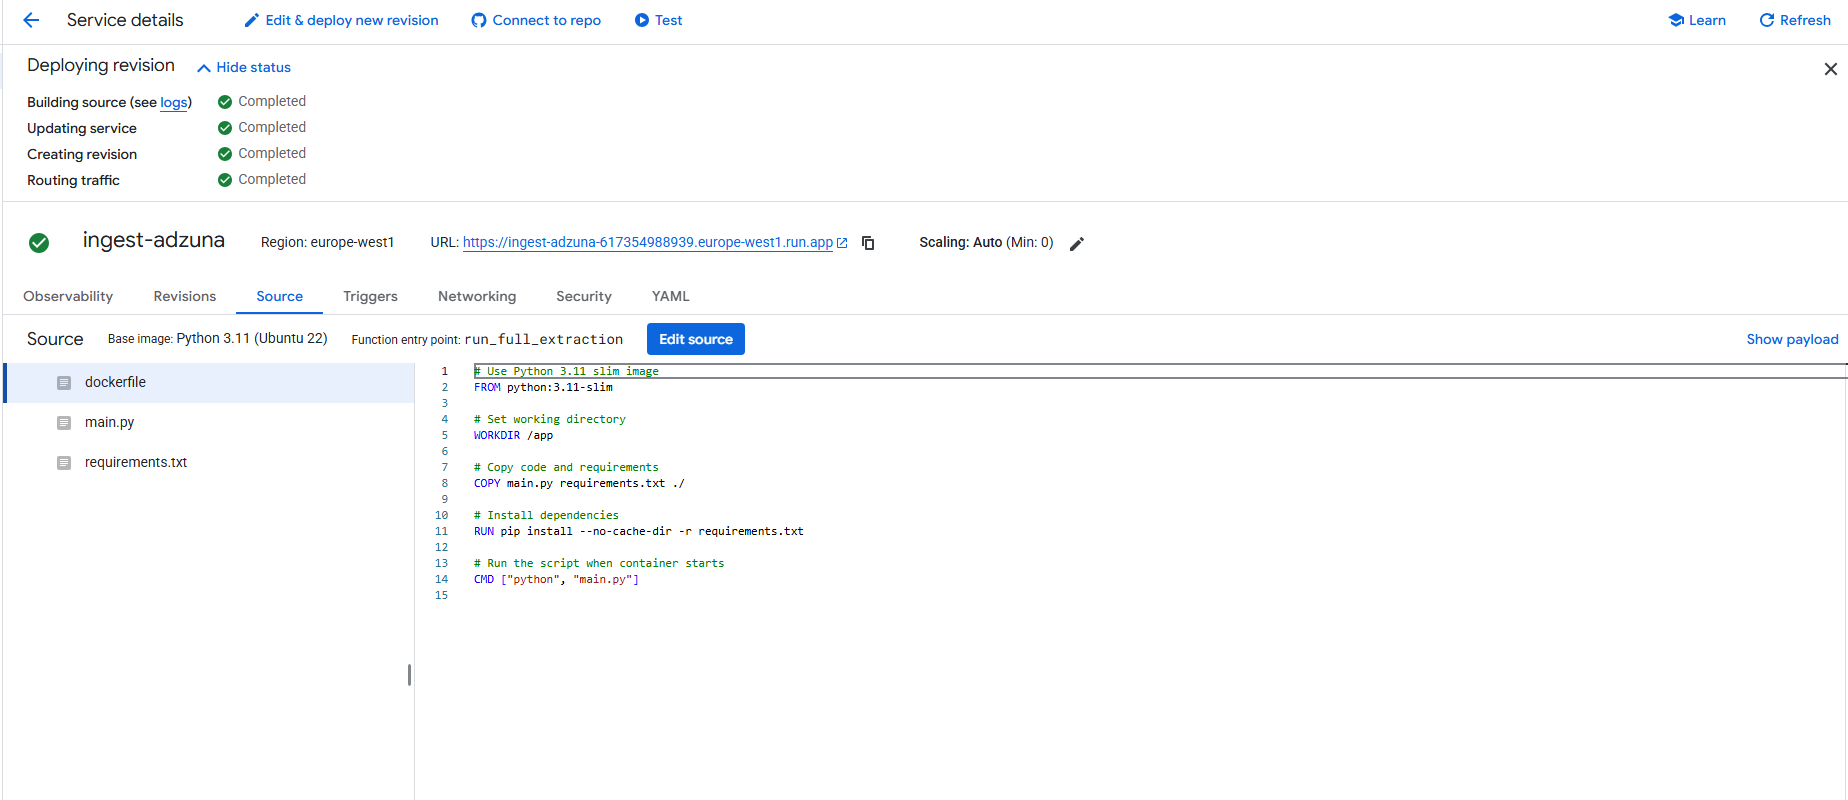 Service details Edit & deploy new revision Connect to repo Test Learn Refresh
Deploying revision Hide status
Building source (see logs) Completed
Updating service Completed
Creating revision Completed
Routing traffic Completed
ingest-adzuna Region: europe-west1 URL: https://ingest-adzuna-617354988939.europe-west1.run.app Scaling: Auto (Min: 0)
Observability Revisions Source Triggers Networking Security YAML
Source Base image: Python 3.11 (Ubuntu 22) Function entry point: run_full_extraction Edit source Show payload
dockerfile
main.py
requirements.txt
1 # Use Python 3.11 slim image
2 FROM python:3.11-slim
3
4 # Set working directory
5 WORKDIR /app
6
7 # Copy code and requirements
8 COPY main.py requirements.txt ./
9
10 # Install dependencies
11 RUN pip install --no-cache-dir -r requirements.txt
12
13 # Run the script when container starts
14 CMD ["python", "main.py"]
15